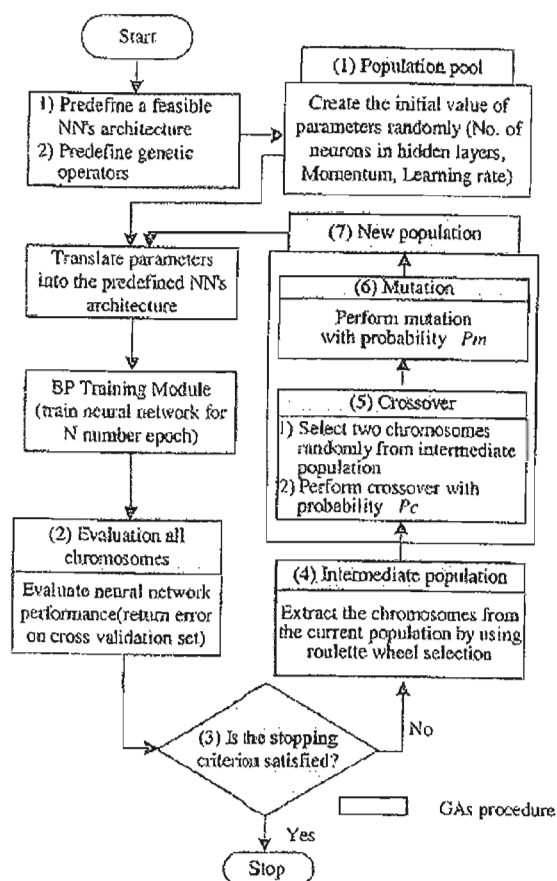 Start
1) Predefine a feasible
NN's architecture
2) Predefine genetic
operators
(1) Population pool
Create the initial value of
parameters randomly (No. of
neurons in hidden layers,
Momentum, Learning rate)
Translate parameters
into the predefined NN's
architecture
BP Training Module
(train neural network for
N number epoch)
(2) Evaluation all
chromosomes
Evaluate neural network
performance(return error
on cross validation set)
(3) Is the stopping
criterion satisfied?
No
Yes
Stop
(4) Intermediate population
Extract the chromosomes from
the current population by using
roulette wheel selection
(5) Crossover
1) Select two chromosomes
randomly from intermediate
population
2) Perform crossover with
probability Pc
(6) Mutation
Perform mutation
with probability Pm
(7) New population
GAs procedure